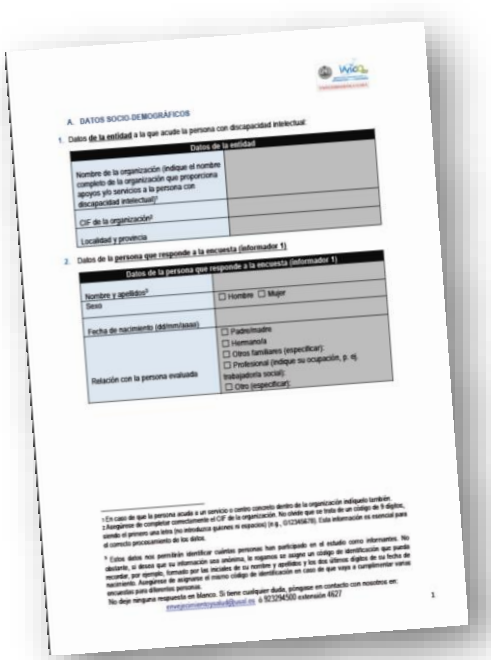 A. DATOS SOCIO-DEMOGRÁFICOS
1. Datos de la entidad a la que acude la persona con discapacidad intelectual:
Datos de la entidad
Nombre de la organización (indique el nombre
completo de la organización que proporciona
apoyos y/o servicios a la persona con
discapacidad intelectual)¹
CIF de la organización²
Localidad y provincia
2. Datos de la persona que responde a la encuesta (informador 1)
Datos de la persona que responde a la encuesta (informador 1)
Nombre y apellidos³
Sexo
☐ Hombre ☐ Mujer
Fecha de nacimiento (dd/mm/aaaa)
Relación con la persona evaluada
☐ Padre/madre
☐ Hermano/a
☐ Otros familiares (especificar):
☐ Profesional (indique su ocupación, p. ej.
trabajador/a social):
☐ Otro (especificar):
1 En caso de que la persona acuda a un servicio o centro concreto dentro de la organización indíquelo también.
2 Asegúrese de completar correctamente el CIF de la organización. No olvide que se trata de un código de 9 dígitos,
siendo el primero una letra (no introduzca guiones ni espacios) (e.g., G12345678). Esta información es esencial para
el correcto procesamiento de los datos.
³ Estos datos nos permitirán identificar cuántas personas han participado en el estudio como informantes. No
obstante, si desea que su información sea anónima, le rogamos se asigne un código de identificación que pueda
recordar, por ejemplo, formado por las iniciales de su nombre y apellidos y los dos últimos dígitos de su fecha de
nacimiento. Asegúrese de asignarse el mismo código de identificación en caso de que vaya a cumplimentar varias
encuestas para diferentes personas.
No deje ninguna respuesta en blanco. Si tiene cualquier duda, póngase en contacto con nosotros en:
envejecimientoysalud@usal.es ó 923294500 extensión 4627
1